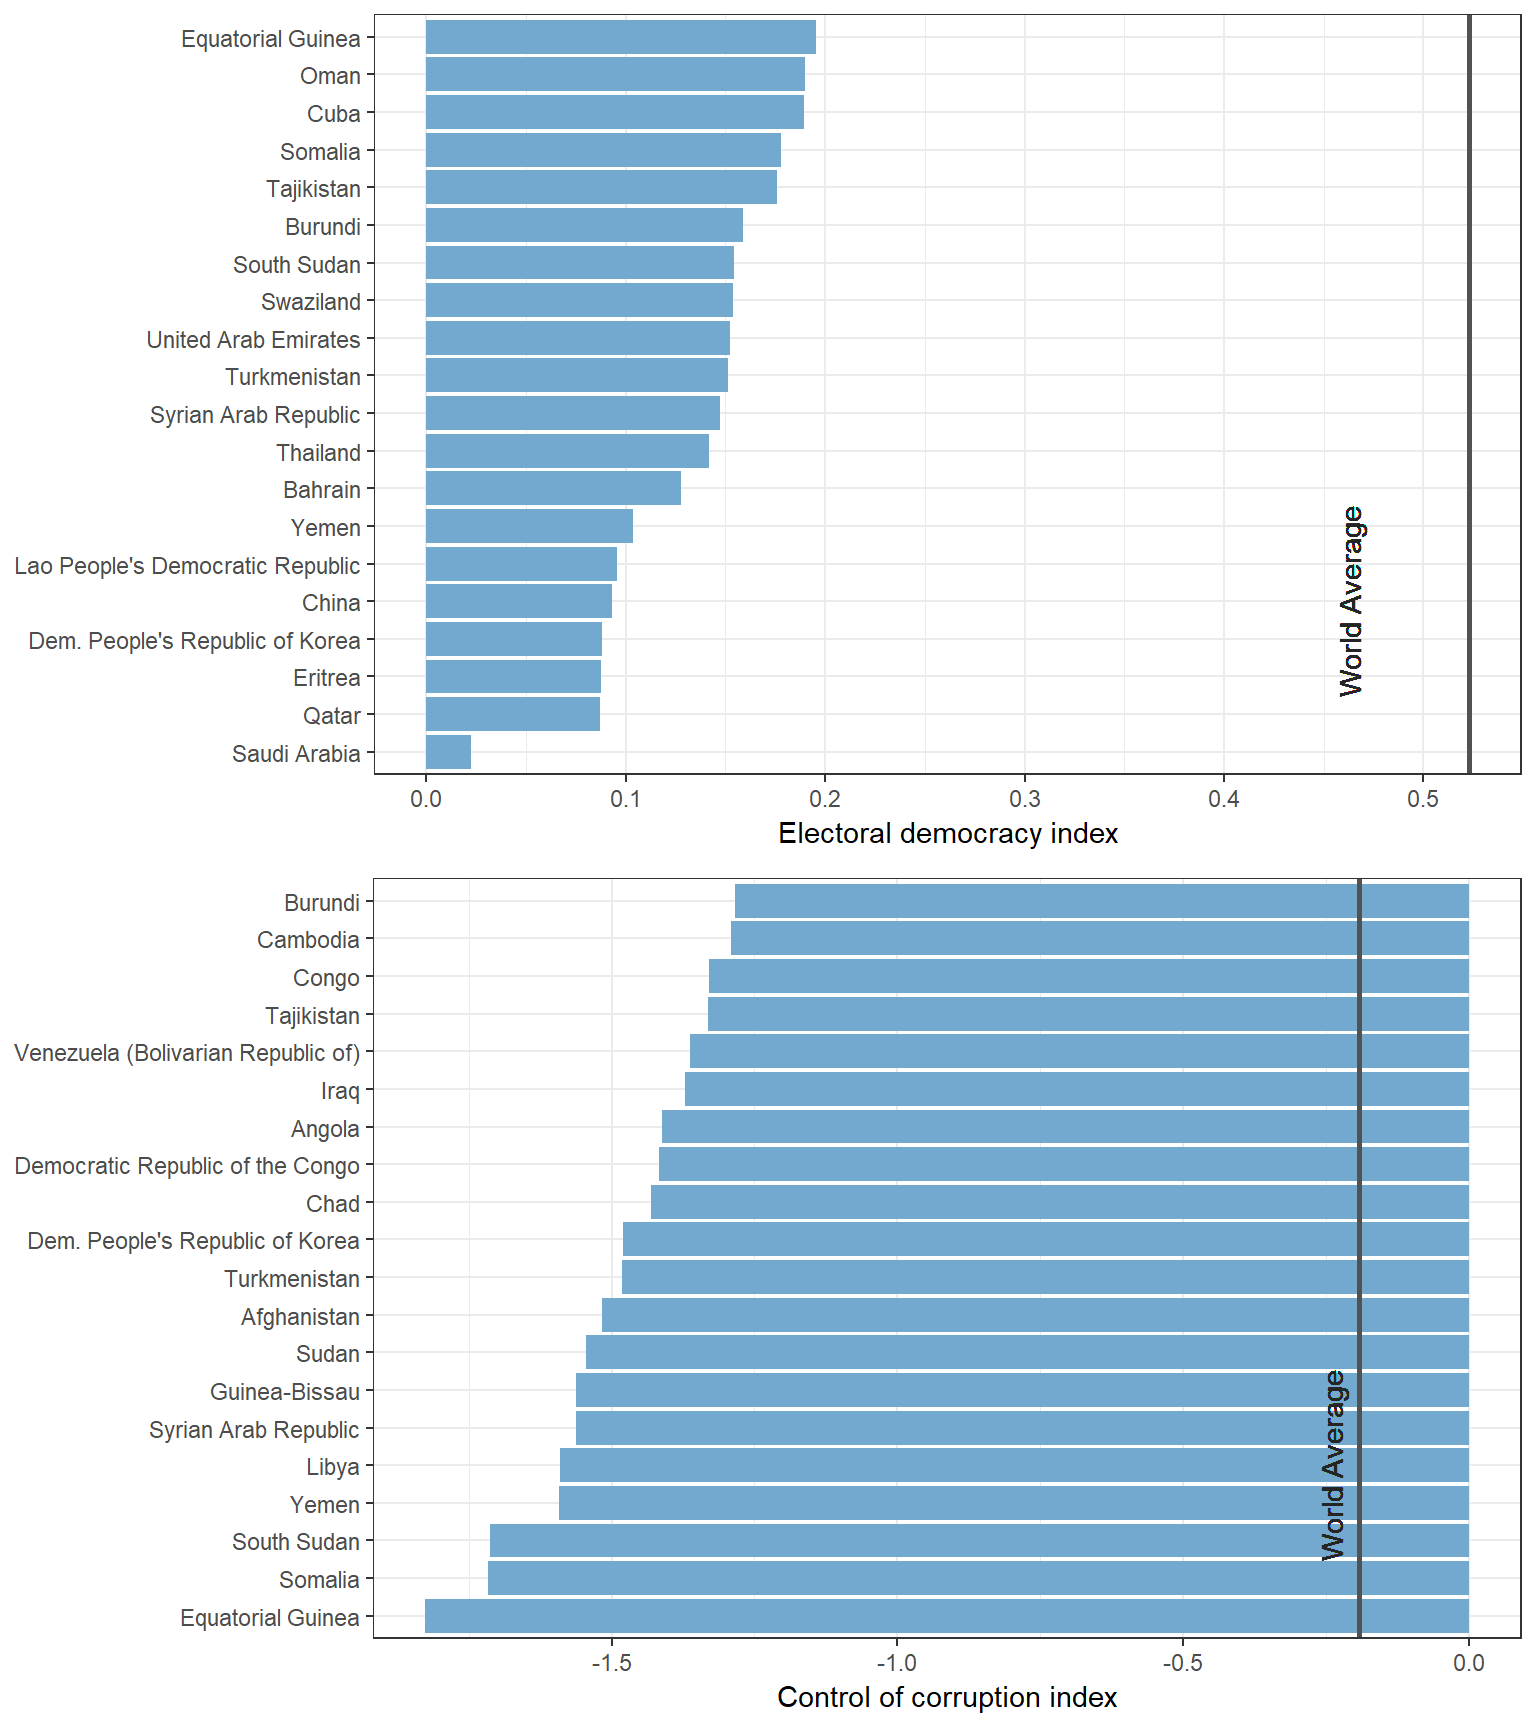 Equatorial Guinea
Oman
Cuba
Somalia
Tajikistan
Burundi
South Sudan
Swaziland
United Arab Emirates
Turkmenistan
Syrian Arab Republic
Thailand
Bahrain
Yemen
Lao People's Democratic Republic
China
Dem. People's Republic of Korea
Eritrea
Qatar
Saudi Arabia
World Average
0.0 0.1 0.2 0.3 0.4 0.5
Electoral democracy index
Burundi
Cambodia
Congo
Tajikistan
Venezuela (Bolivarian Republic of)
Iraq
Angola
Democratic Republic of the Congo
Chad
Dem. People's Republic of Korea
Turkmenistan
Afghanistan
Sudan
Guinea-Bissau
Syrian Arab Republic
Libya
Yemen
South Sudan
Somalia
Equatorial Guinea
World Average
-1.5 -1.0 -0.5 0.0
Control of corruption index